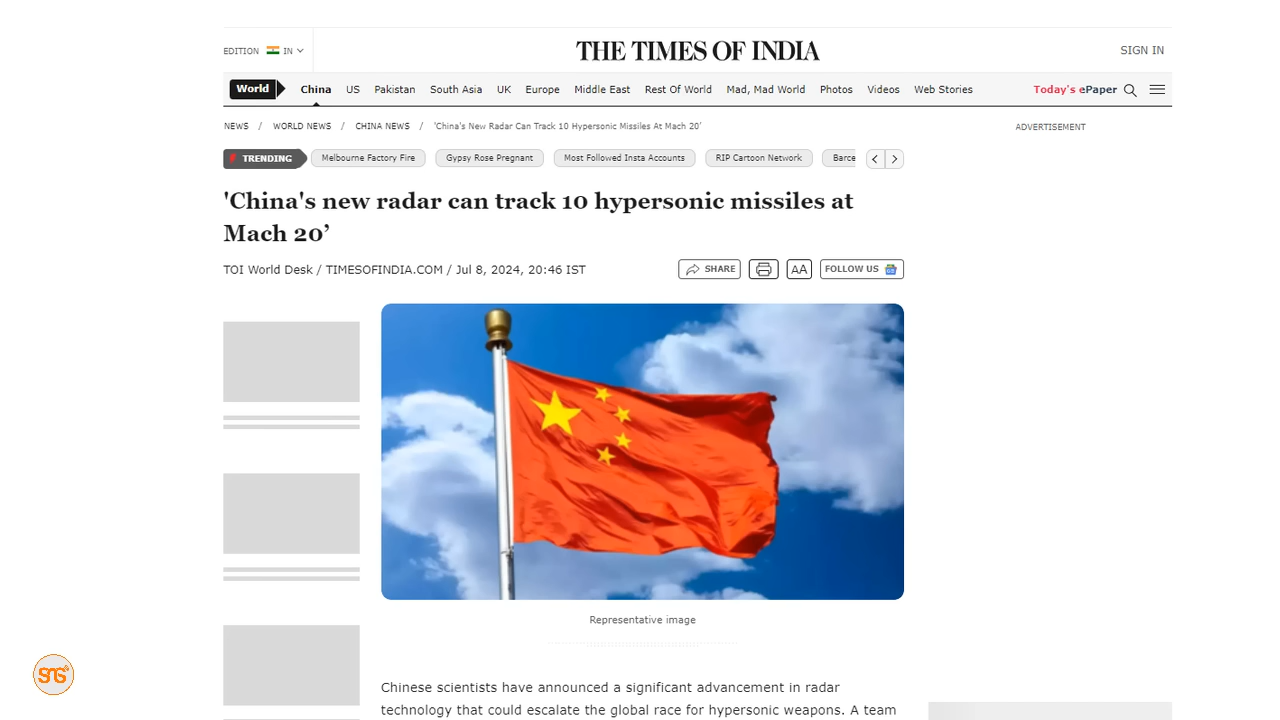 EDITION IN
THE TIMES OF INDIA
SIGN IN
World China US Pakistan South Asia UK Europe Middle East Rest Of World Mad, Mad World Photos Videos Web Stories Today's ePaper
NEWS / WORLD NEWS / CHINA NEWS / 'China's New Radar Can Track 10 Hypersonic Missiles At Mach 20’
ADVERTISEMENT
TRENDING Melbourne Factory Fire Gypsy Rose Pregnant Most Followed Insta Accounts RIP Cartoon Network Barce
'China's new radar can track 10 hypersonic missiles at
Mach 20’
TOI World Desk / TIMESOFINDIA.COM / Jul 8, 2024, 20:46 IST
SHARE AA FOLLOW US
Representative image
SNG
Chinese scientists have announced a significant advancement in radar
technology that could escalate the global race for hypersonic weapons. A team